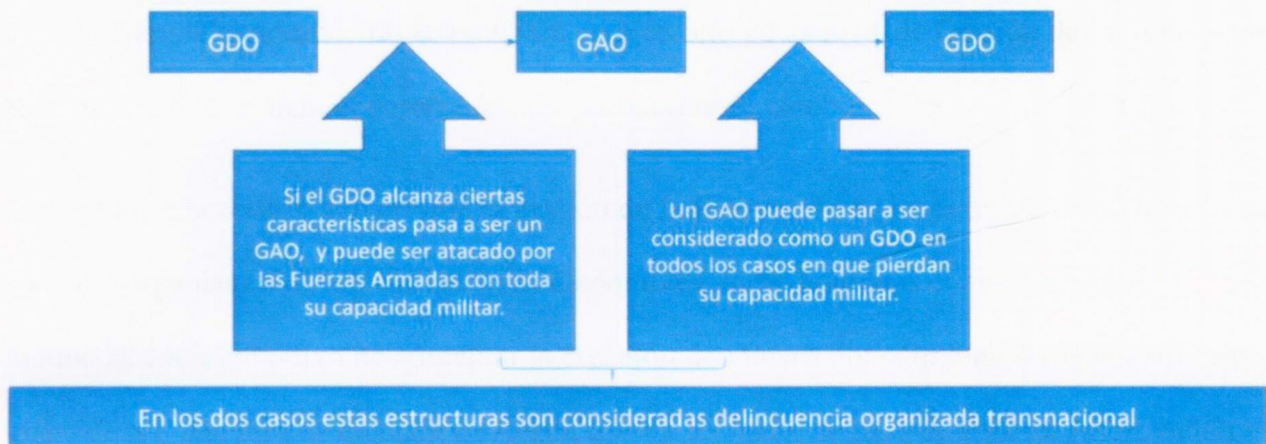 GDO
GAO
GDO
Si el GDO alcanza ciertas
características pasa a ser un
GAO, y puede ser atacado por
las Fuerzas Armadas con toda
su capacidad militar.
Un GAO puede pasar a ser
considerado como un GDO en
todos los casos en que pierdan
su capacidad militar.
En los dos casos estas estructuras son consideradas delincuencia organizada transnacional